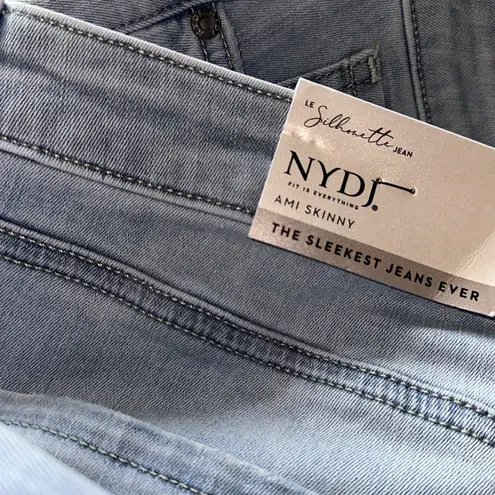 LE
Silhouette JEAN
NYDJ®
FIT IS EVERYTHING
AMI SKINNY
THE SLEEKEST JEANS EVER